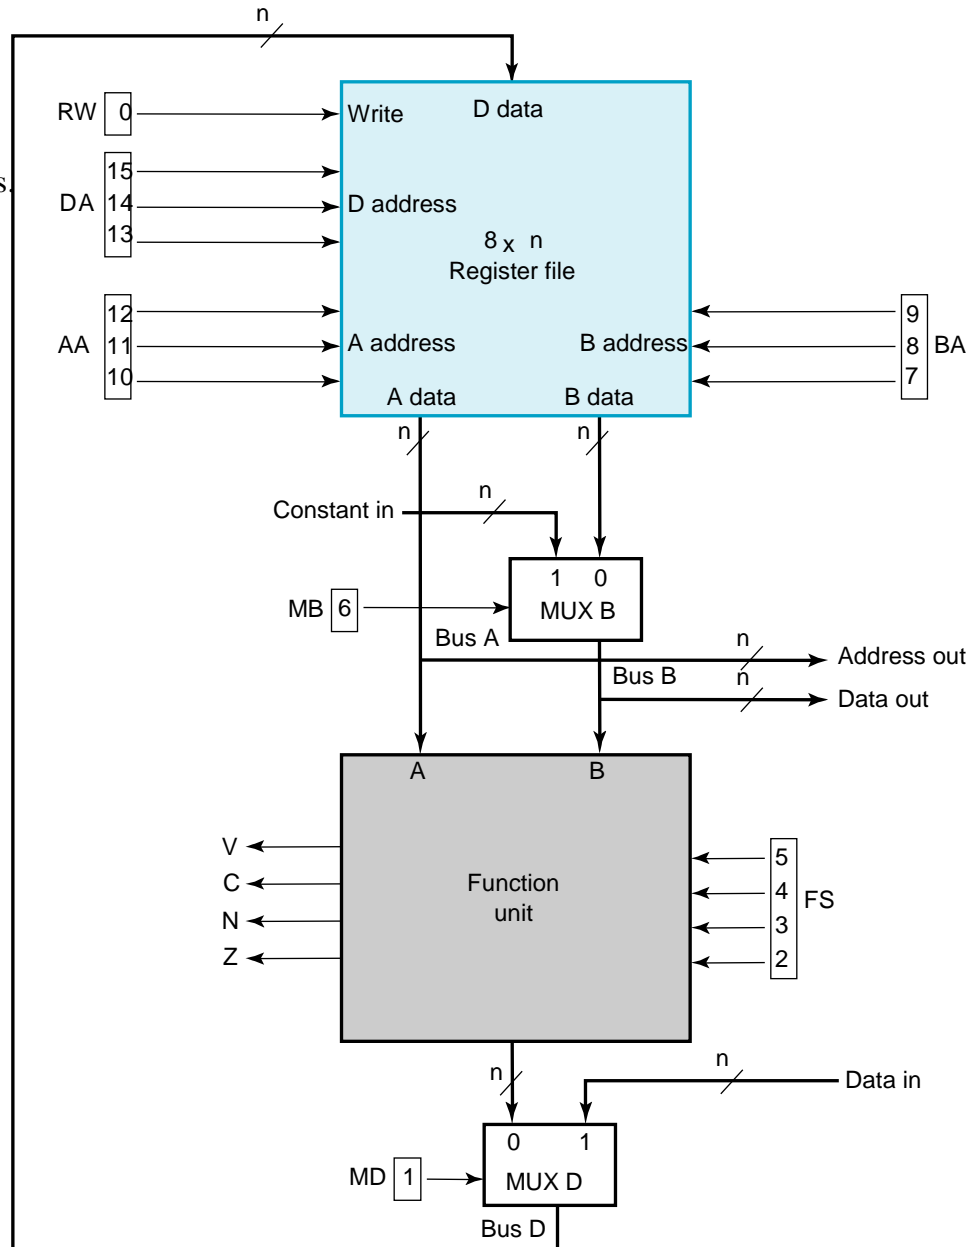 n
RW 0 Write D data
15
s.
DA 14 D address
13
8 x n
Register file
12 9
AA 11 A address B address 8 BA
10 7
A data B data
n n
Constant in n
1 0
MB 6 MUX B
Bus A n Address out
Bus B n Data out
A B
V 5
C Function 4 FS
unit
N 3
Z 2
n n Data in
0 1
MD 1 MUX D
Bus D